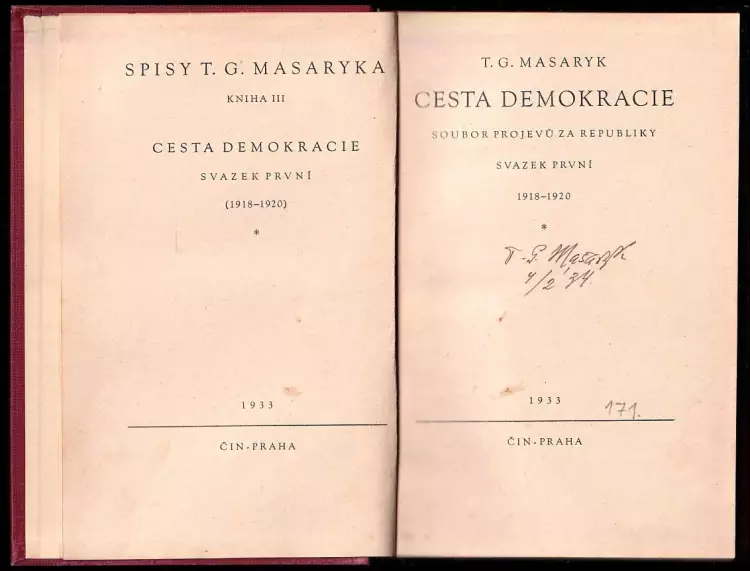 SPISY T. G. MASARYKA
KNIHA III
CESTA DEMOKRACIE
SVAZEK PRVNÍ
(1918–1920)
*
1933
ČIN-PRAHA
T. G. MASARYK
CESTA DEMOKRACIE
SOUBOR PROJEVŮ ZA REPUBLIKY
SVAZEK PRVNÍ
1918–1920
*
T. G. Masaryk
4/2 34.
1933
171.
ČIN-PRAHA